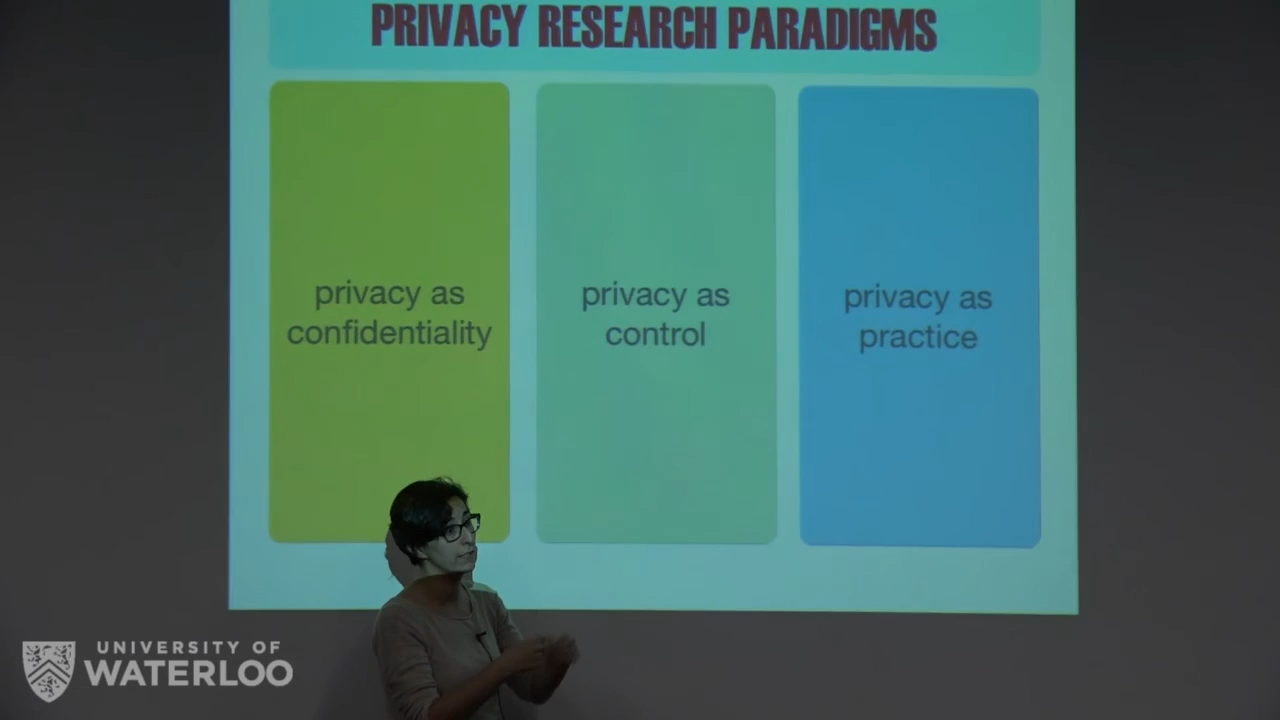 PRIVACY RESEARCH PARADIGMS
privacy as
confidentiality
privacy as
control
privacy as
practice
UNIVERSITY OF
WATERLOO